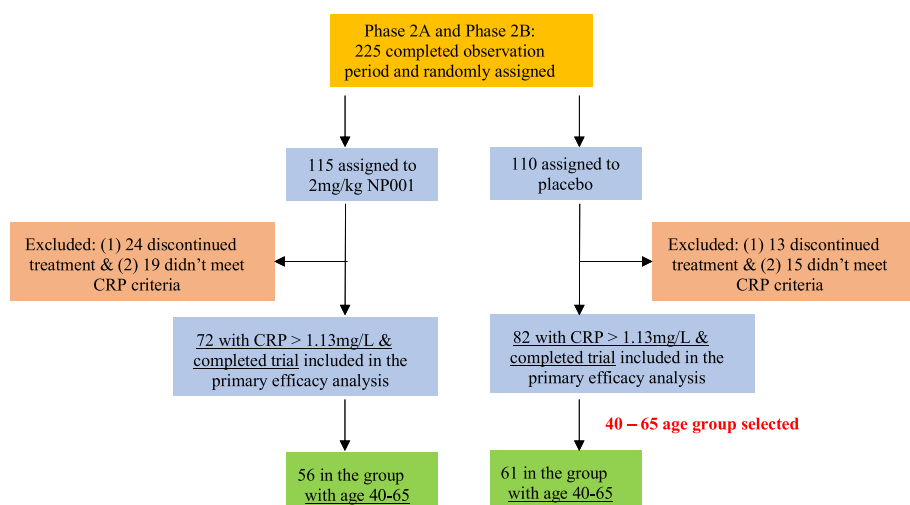 Phase 2A and Phase 2B:
225 completed observation
period and randomly assigned
115 assigned to
2mg/kg NP001
110 assigned to
placebo
Excluded: (1) 24 discontinued
treatment & (2) 19 didn’t meet
CRP criteria
Excluded: (1) 13 discontinued
treatment & (2) 15 didn’t meet
CRP criteria
72 with CRP > 1.13mg/L &
completed trial included in the
primary efficacy analysis
82 with CRP > 1.13mg/L &
completed trial included in the
primary efficacy analysis
40 – 65 age group selected
56 in the group
with age 40-65
61 in the group
with age 40-65